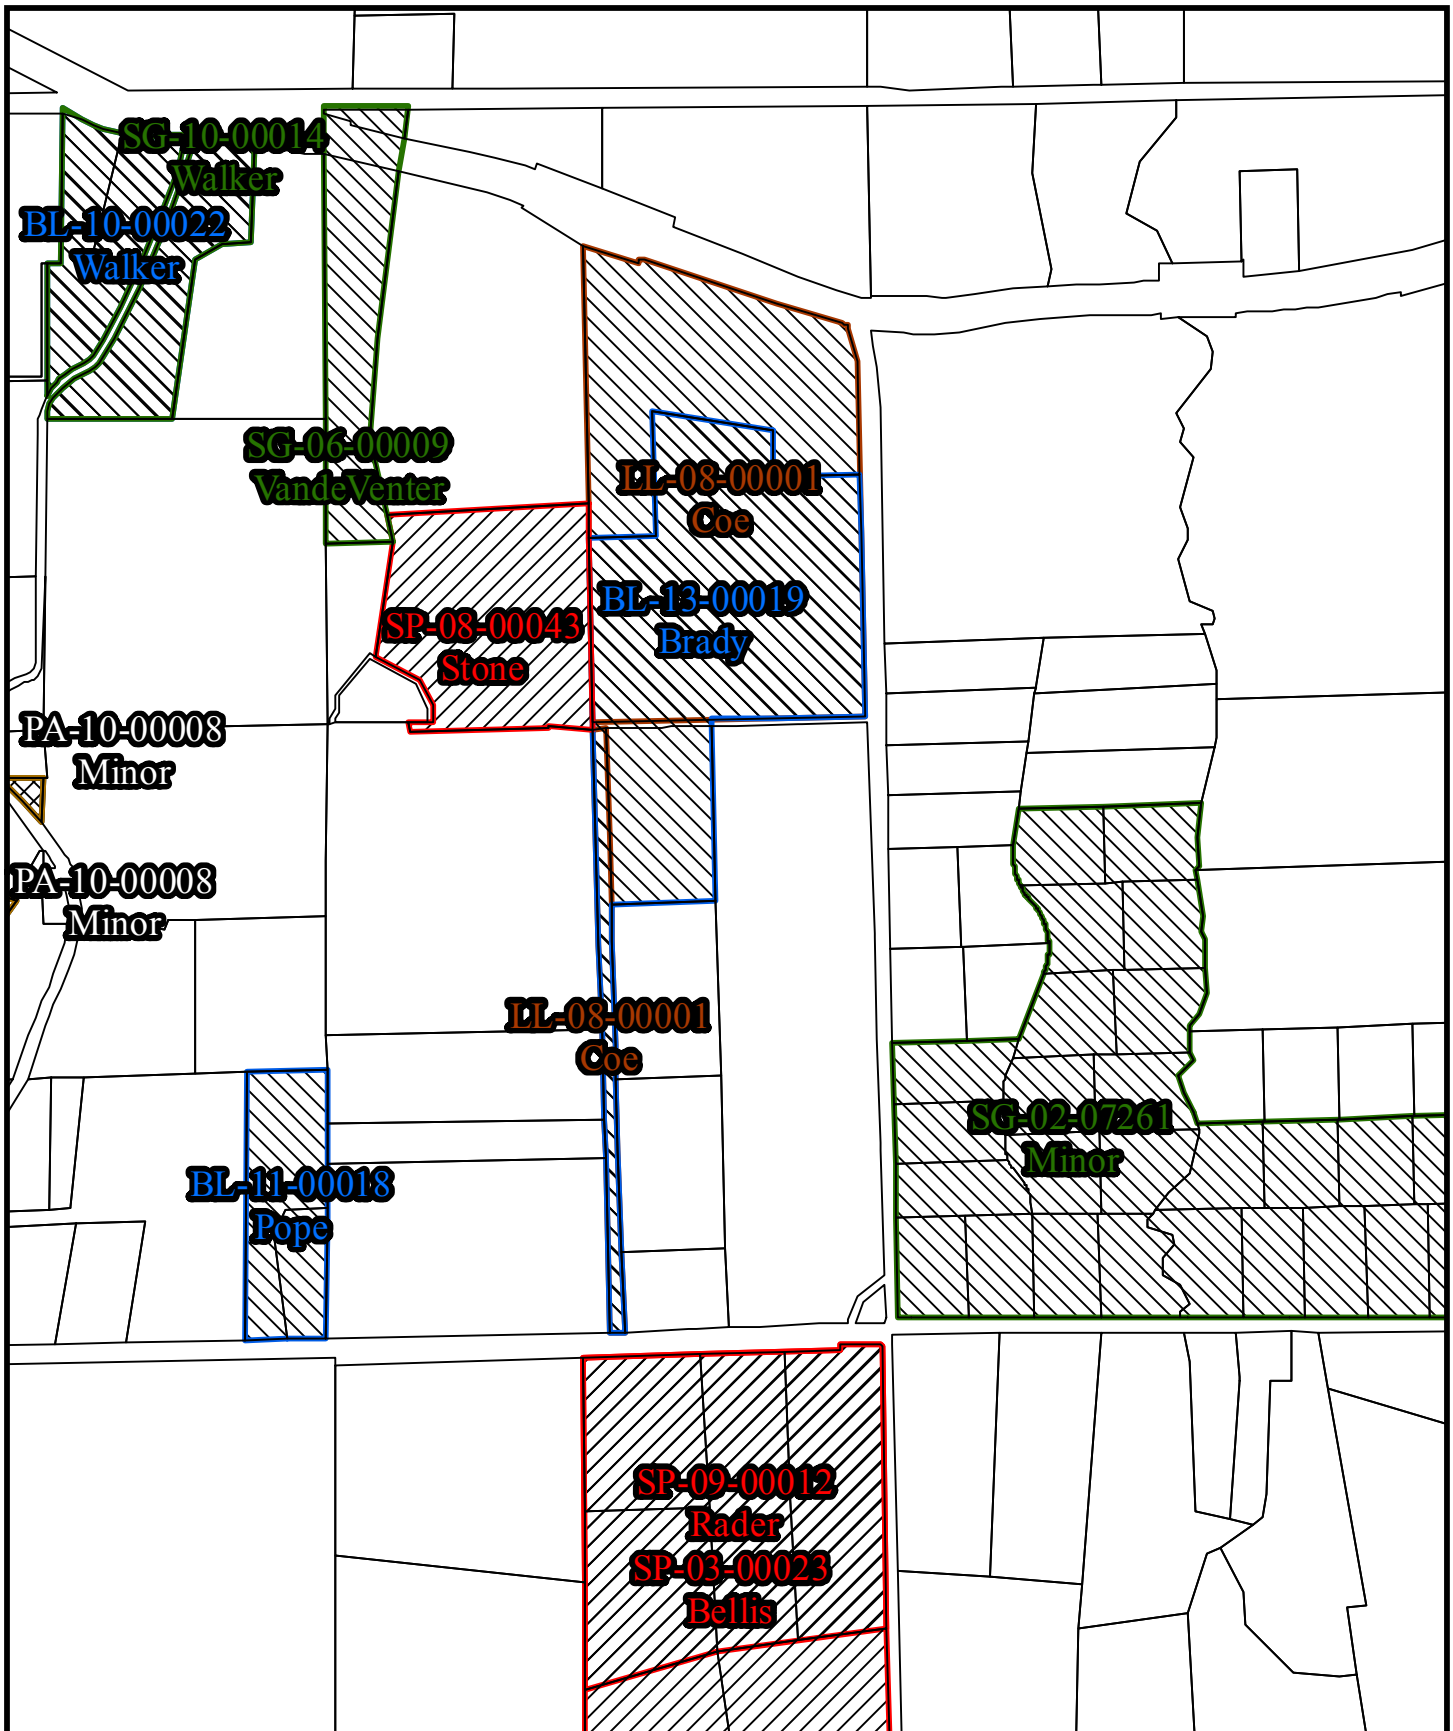 SG-10-00014
Walker
BL-10-00022
Walker
SG-06-00009
VandeVenter
LL-08-00001
Coe
BL-13-00019
Brady
SP-08-00043
Stone
PA-10-00008
Minor
PA-10-00008
Minor
LL-08-00001
Coe
SG-02-07261
Minor
BL-11-00018
Pope
SP-09-00012
Rader
SP-03-00023
Bellis